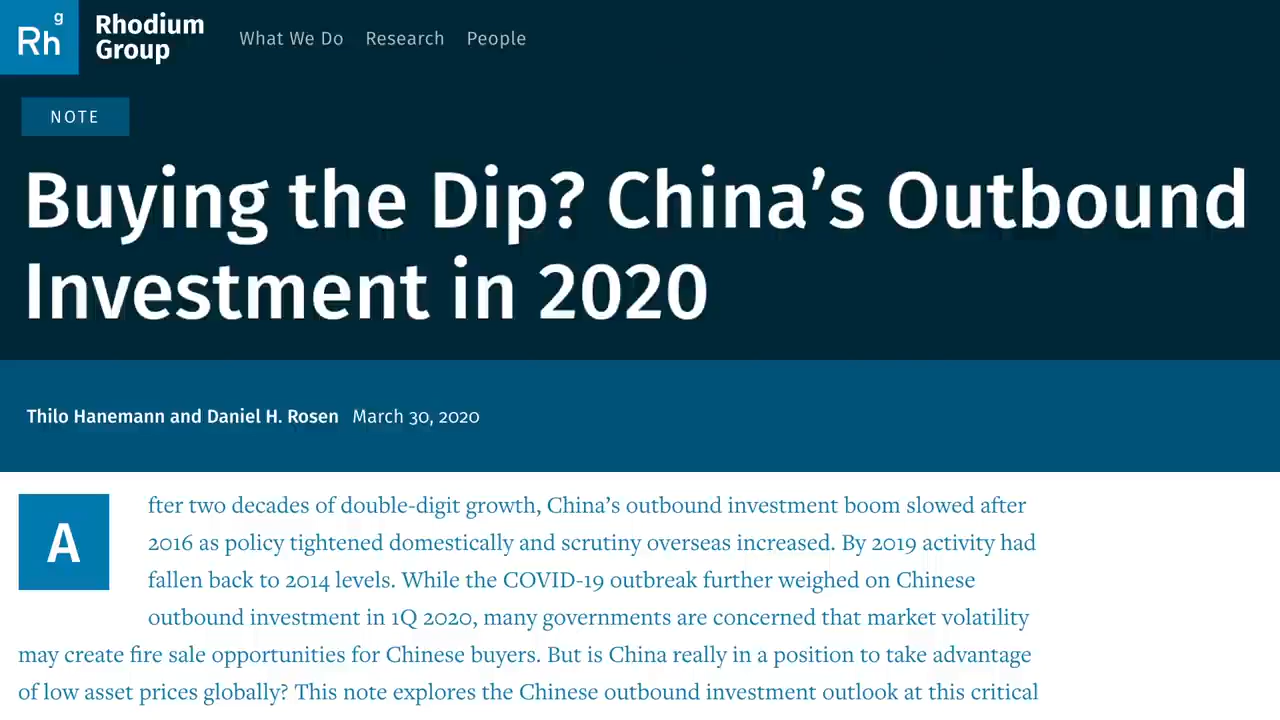 Rh g
Rhodium
Group
What We Do Research People
NOTE
Buying the Dip? China’s Outbound
Investment in 2020
Thilo Hanemann and Daniel H. Rosen March 30, 2020
After two decades of double-digit growth, China’s outbound investment boom slowed after
2016 as policy tightened domestically and scrutiny overseas increased. By 2019 activity had
fallen back to 2014 levels. While the COVID-19 outbreak further weighed on Chinese
outbound investment in 1Q 2020, many governments are concerned that market volatility
may create fire sale opportunities for Chinese buyers. But is China really in a position to take advantage
of low asset prices globally? This note explores the Chinese outbound investment outlook at this critical